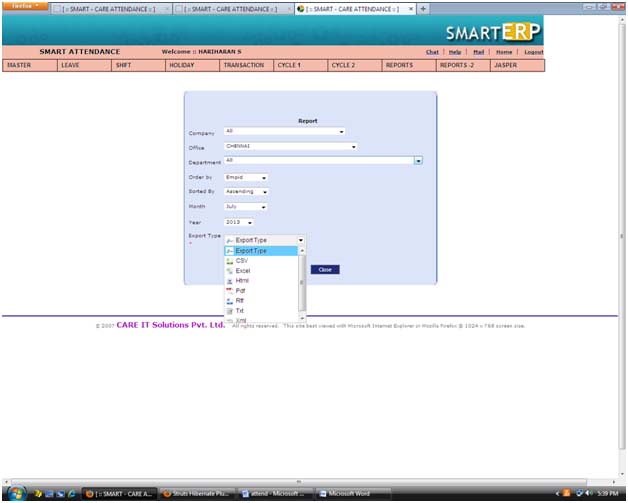 Firefox
[ :: SMART - CARE ATTENDANCE :: ] [ :: SMART - CARE ATTENDANCE :: ] [ :: SMART - CARE ATTENDANCE :: ]
SMARTERP
SMART ATTENDANCE Welcome :: HARIHARAN S Chat | Help | Mail | Home | Logout
MASTER LEAVE SHIFT HOLIDAY TRANSACTION CYCLE 1 CYCLE 2 REPORTS REPORTS -2 JASPER
Report
Company All
Office CHENNAI
Department All
Order by Empid
Sorted By Ascending
Month July
Year 2013
Export Type Export Type
*
Export Type
CSV
Excel
Close
Html
Pdf
Rtf
Txt
Xml
© 2007 CARE IT Solutions Pvt. Ltd. All rights reserved. This site best viewed with Microsoft Internet Explorer or Mozilla Firefox @ 1024 x 768 screen size.
[ :: SMART - CARE A... Struts Hibernate Plu... attend - Microsoft ... Microsoft Word 5:39 PM